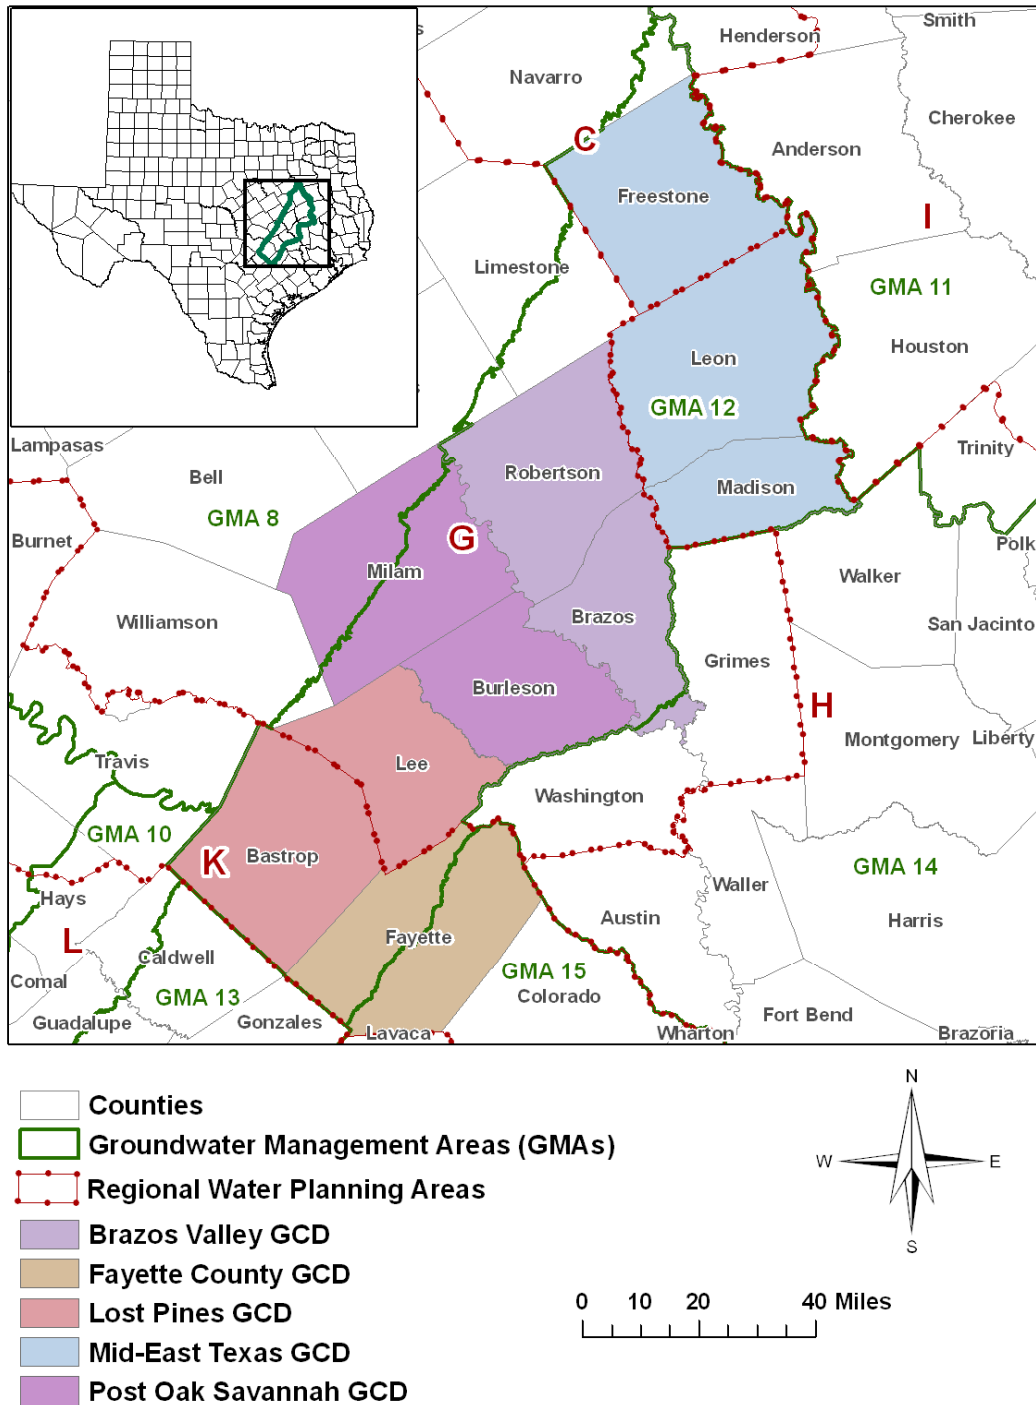 Smith
Henderson
Navarro
Cherokee
C
Anderson
Freestone
I
Limestone
GMA 11
Houston
Leon
GMA 12
Lampasas
Trinity
Robertson
Bell
Madison
GMA 8
G
Burnet
Polk
Milam
Walker
Williamson
Brazos
San Jacinto
Grimes
Burleson
H
Liberty
Montgomery
Travis
Lee
Washington
GMA 10
K
Bastrop
GMA 14
Waller
Hays
Austin
Harris
Fayette
L
Caldwell
GMA 15
Comal
GMA 13
Colorado
Fort Bend
Guadalupe
Gonzales
Lavaca
Wharton
Brazoria
Counties
Groundwater Management Areas (GMAs)
Regional Water Planning Areas
Brazos Valley GCD
Fayette County GCD
Lost Pines GCD
Mid-East Texas GCD
Post Oak Savannah GCD
N
W
E
S
0 10 20 40 Miles